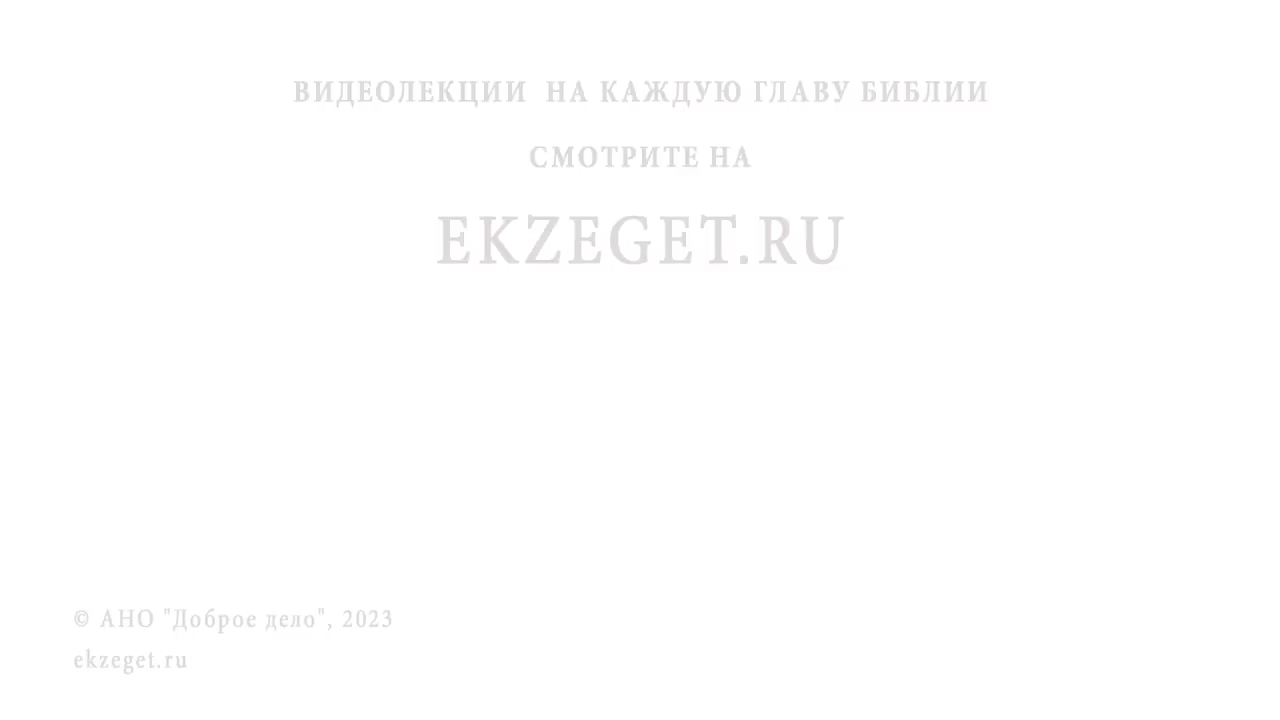 ВИДЕОЛЕКЦИИ НА КАЖДУЮ ГЛАВУ БИБЛИИ
СМОТРИТЕ НА
EKZEGET.RU
© АНО "Доброе дело", 2023
ekzeget.ru